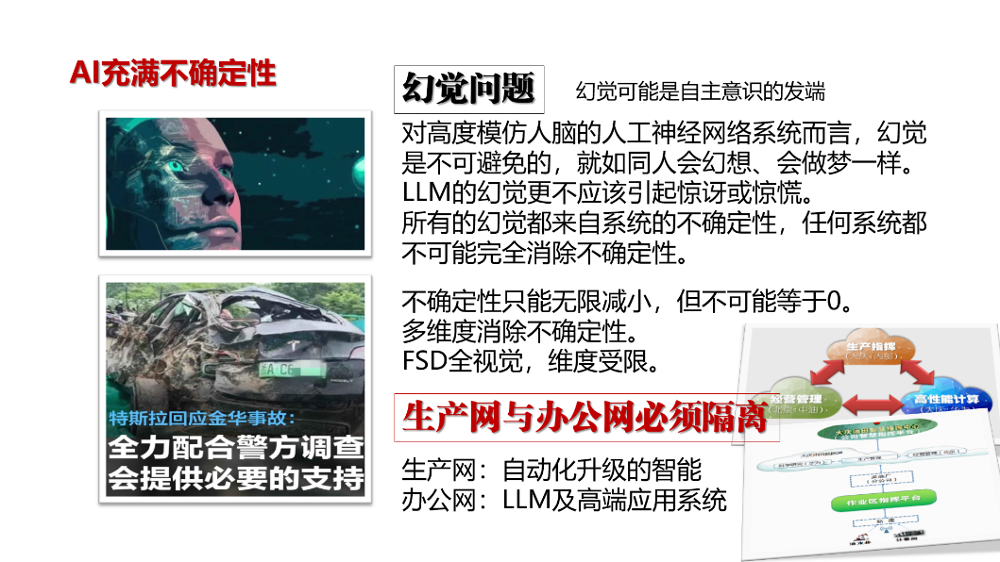 AI充满不确定性
幻觉问题
幻觉可能是自主意识的发端
对高度模仿人脑的人工神经网络系统而言，幻觉
是不可避免的，就如同人会幻想、会做梦一样。
LLM的幻觉更不应该引起惊讶或惊慌。
所有的幻觉都来自系统的不确定性，任何系统都
不可能完全消除不确定性。
不确定性只能无限减小，但不可能等于0。
多维度消除不确定性。
FSD全视觉，维度受限。
特斯拉回应金华事故：
全力配合警方调查
会提供必要的支持
生产网与办公网必须隔离
生产网：自动化升级的智能
办公网：LLM及高端应用系统
生产指挥
经营管理
高性能计算
作业区指挥平台